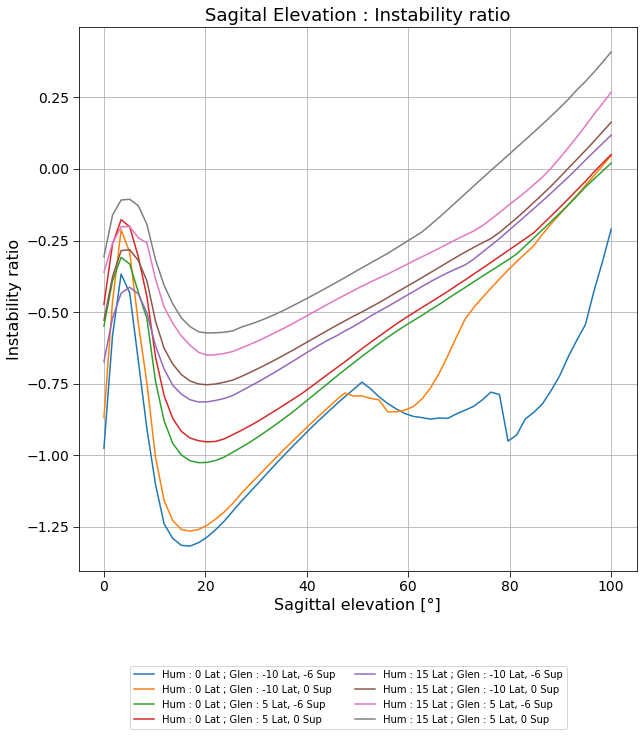 Sagital Elevation : Instability ratio
Instability ratio
0.25
0.00
−0.25
−0.50
−0.75
−1.00
−1.25
0 20 40 60 80 100
Sagittal elevation [°]
Hum : 0 Lat ; Glen : -10 Lat, -6 Sup
Hum : 0 Lat ; Glen : -10 Lat, 0 Sup
Hum : 0 Lat ; Glen : 5 Lat, -6 Sup
Hum : 0 Lat ; Glen : 5 Lat, 0 Sup
Hum : 15 Lat ; Glen : -10 Lat, -6 Sup
Hum : 15 Lat ; Glen : -10 Lat, 0 Sup
Hum : 15 Lat ; Glen : 5 Lat, -6 Sup
Hum : 15 Lat ; Glen : 5 Lat, 0 Sup